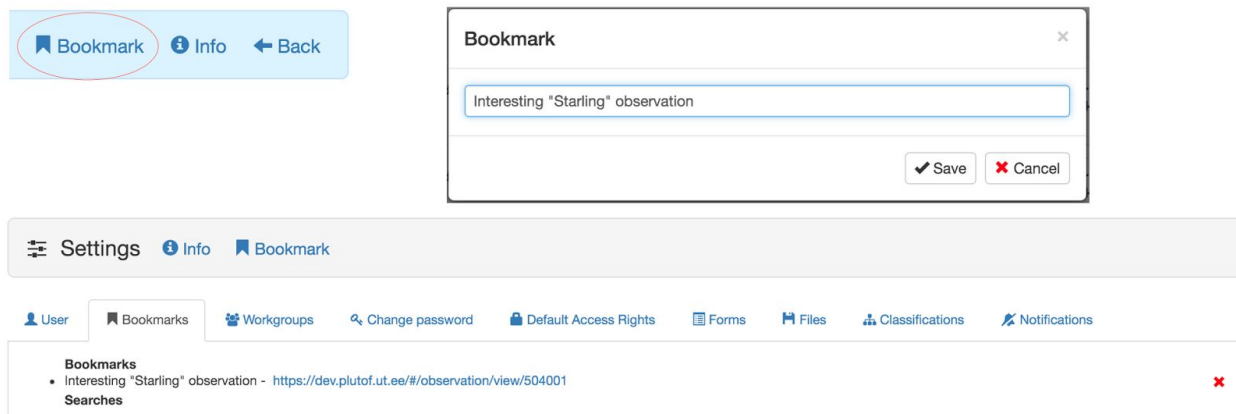 Bookmark Info Back
Bookmark ×
Interesting "Starling" observation
Save Cancel
Settings Info Bookmark
User Bookmarks Workgroups Change password Default Access Rights Forms Files Classifications Notifications
Bookmarks
• Interesting "Starling" observation - https://dev.plutof.ut.ee/#/observation/view/504001
Searches